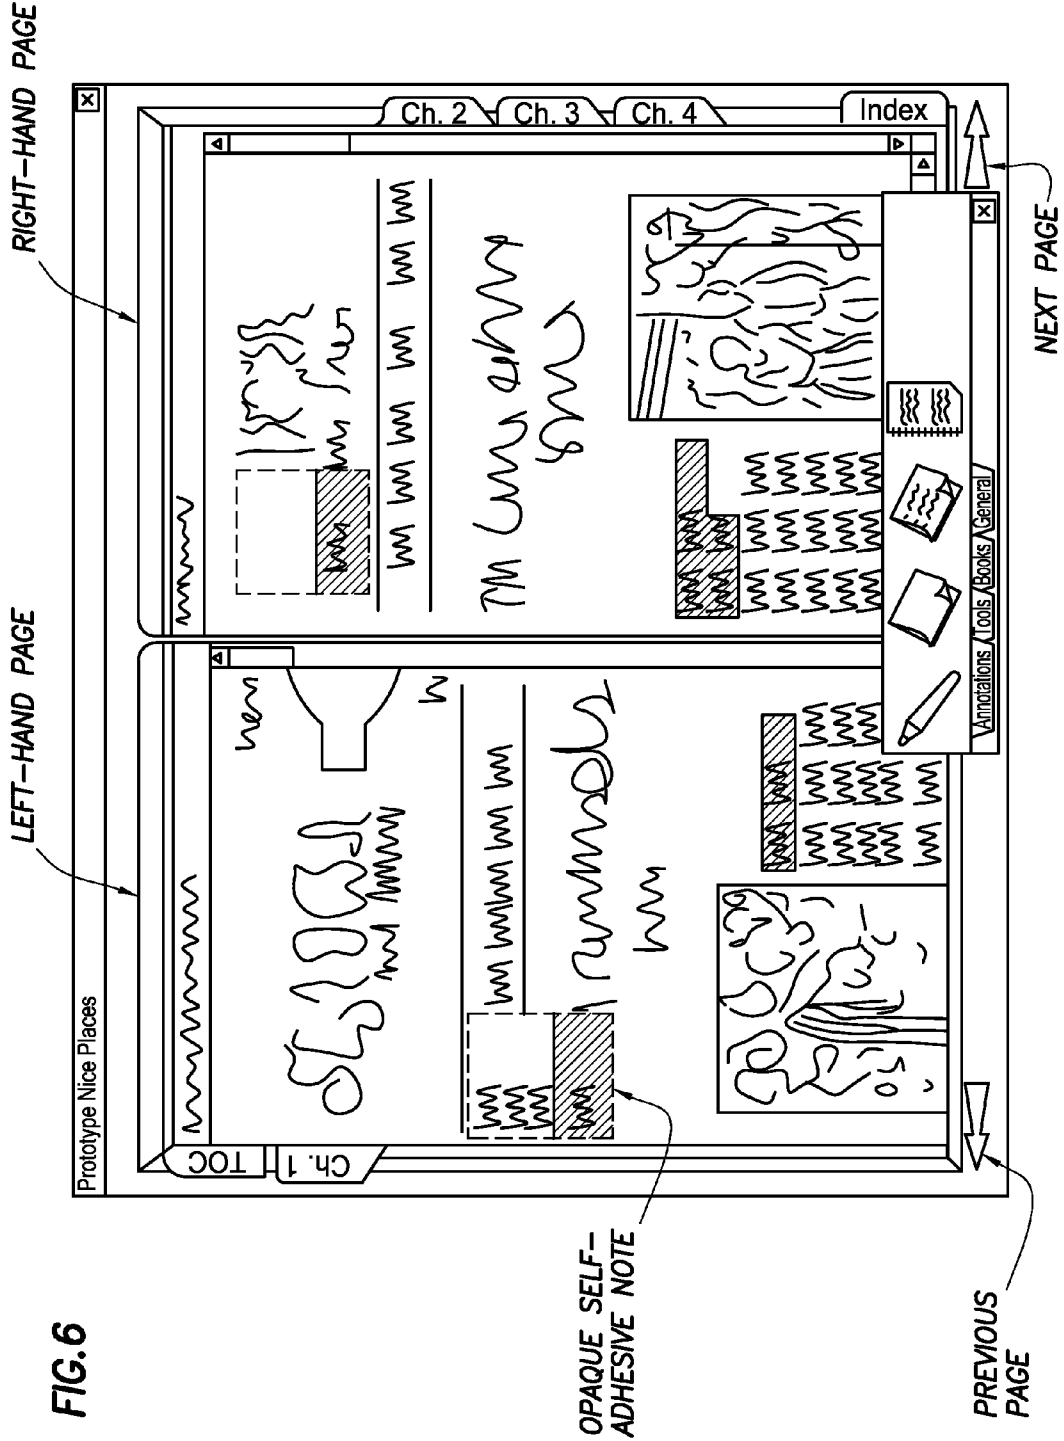 FIG.6
LEFT-HAND PAGE
RIGHT-HAND PAGE
Prototype Nice Places
TOC
Ch. 1
Ch. 2
Ch. 3
Ch. 4
Index
OPAQUE SELF-
ADHESIVE NOTE
Annotations
Tools
Books
General
PREVIOUS
PAGE
NEXT PAGE